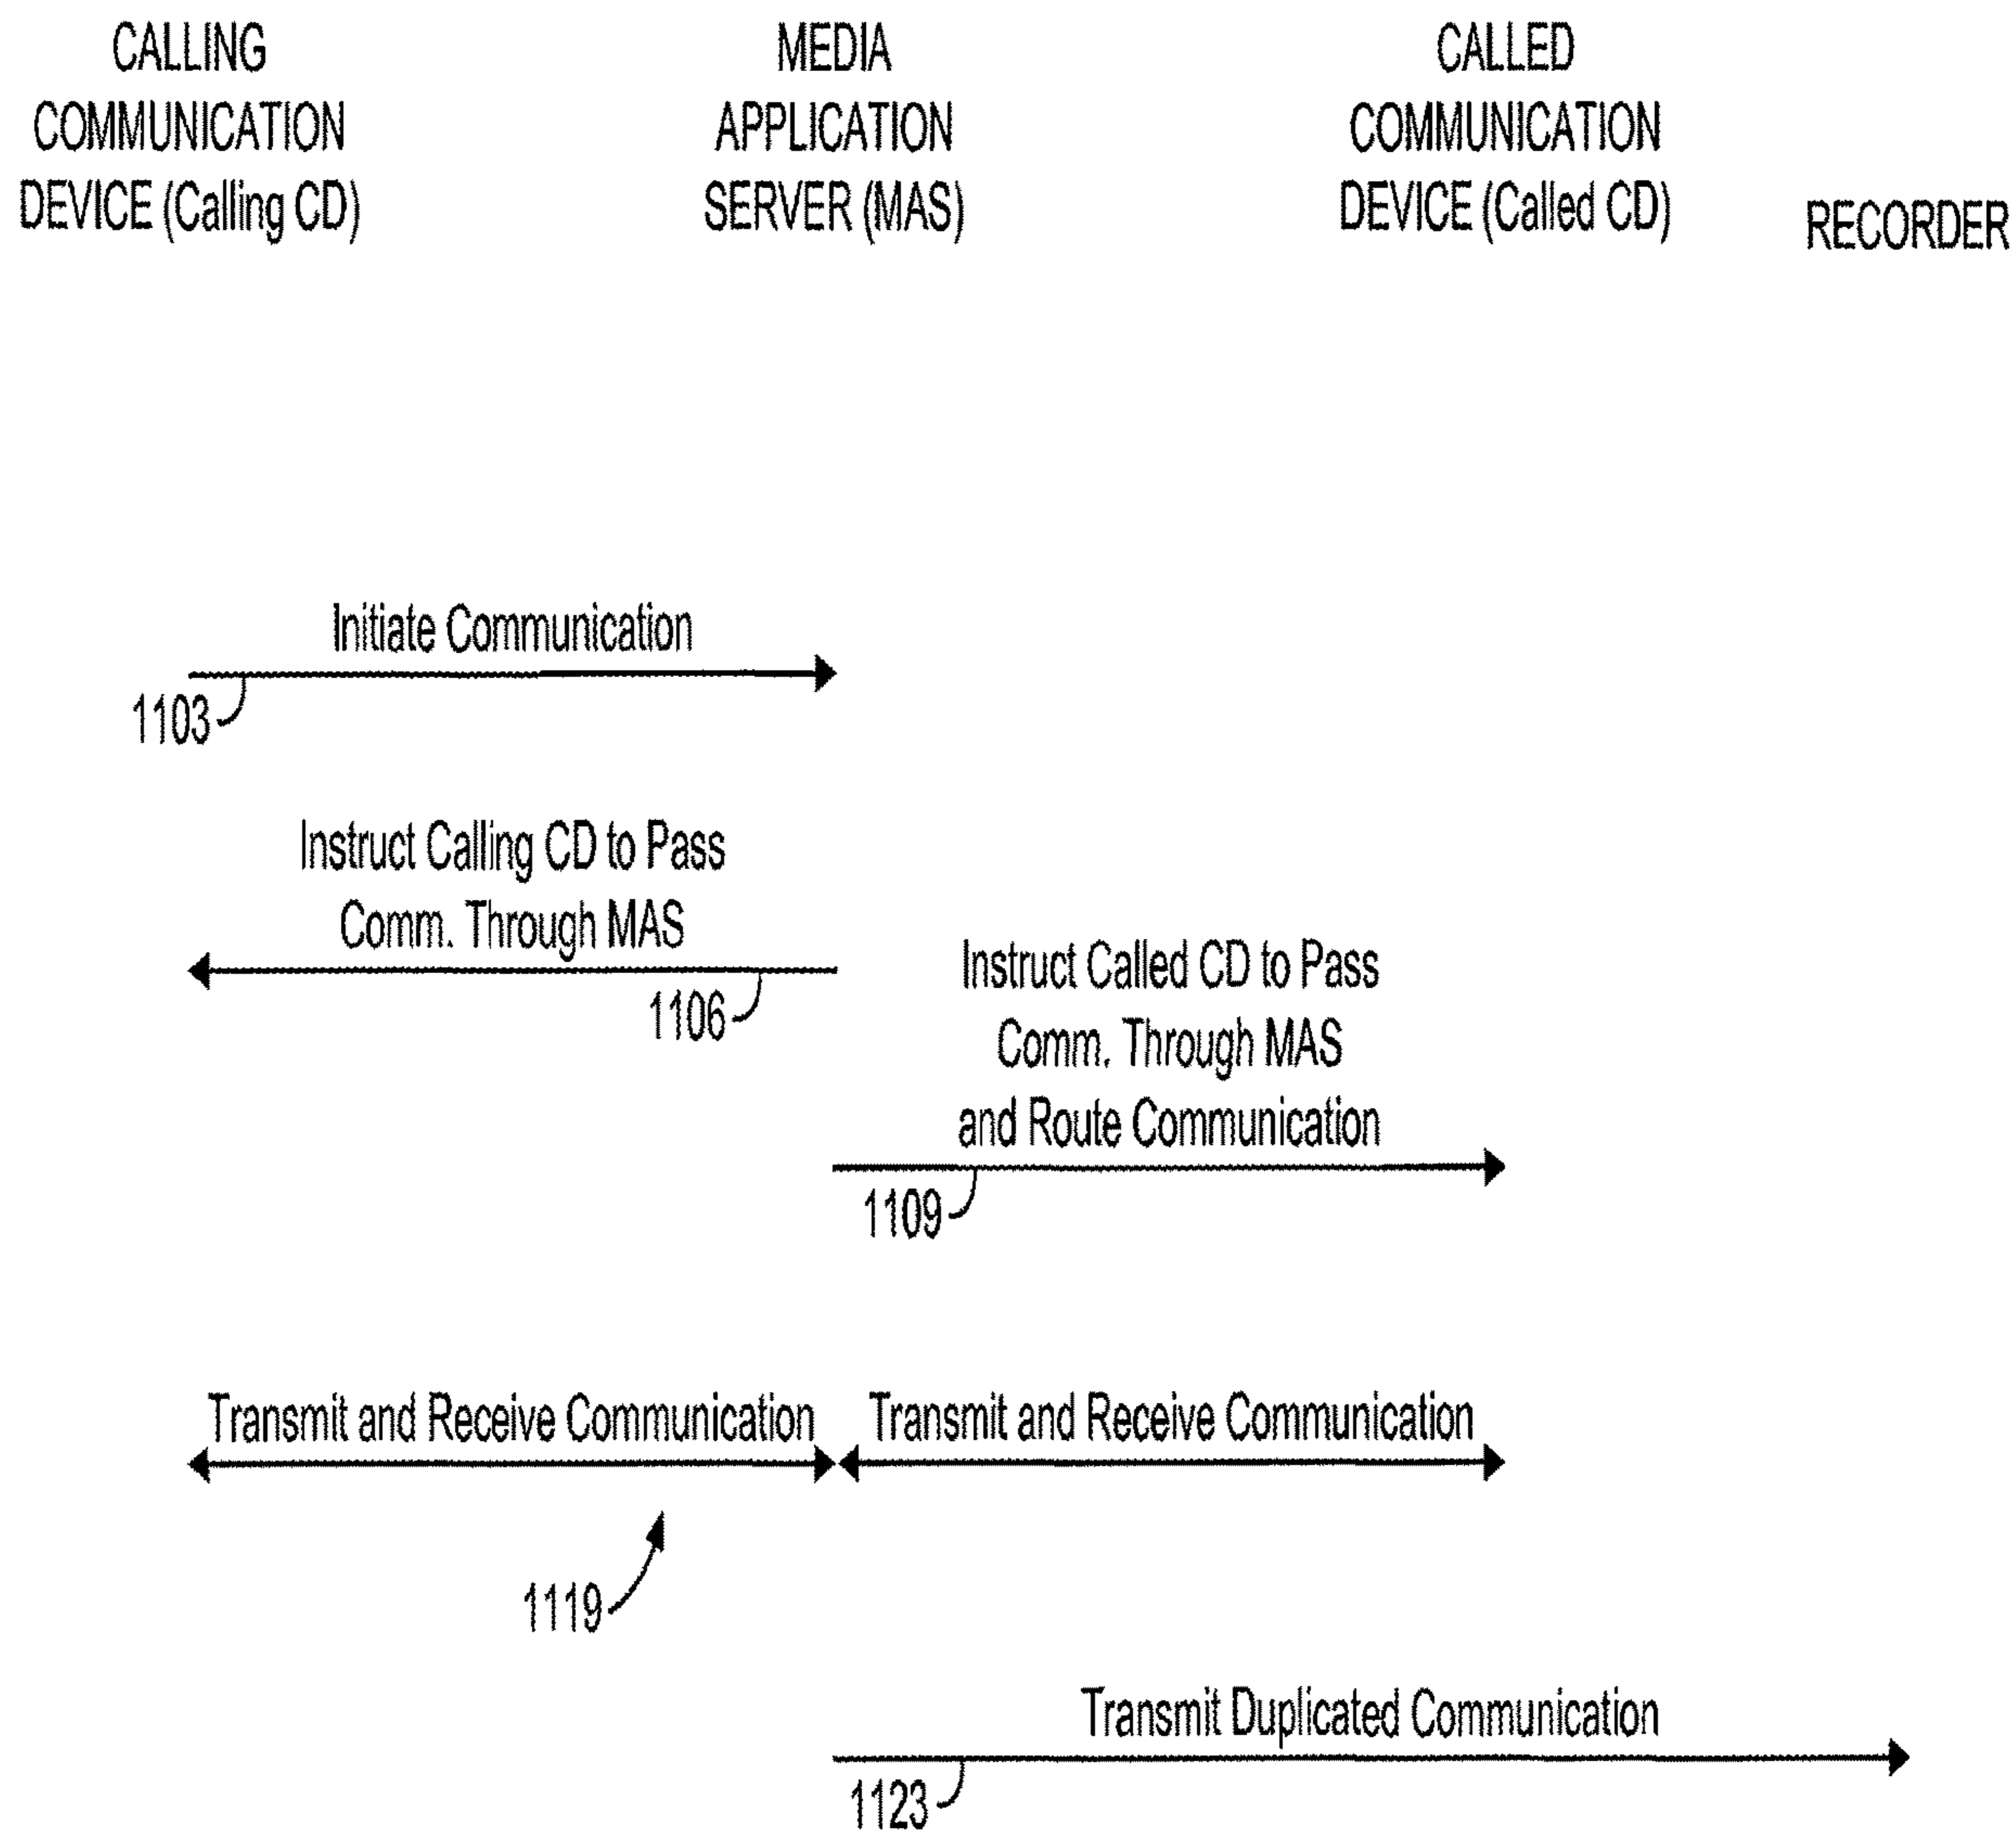 CALLING
COMMUNICATION
DEVICE (Calling CD)
MEDIA
APPLICATION
SERVER (MAS)
CALLED
COMMUNICATION
DEVICE (Called CD)
RECORDER
Initiate Communication
1103
Instruct Calling CD to Pass
Comm. Through MAS
1106
Instruct Called CD to Pass
Comm. Through MAS
and Route Communication
1109
Transmit and Receive Communication
Transmit and Receive Communication
1119
Transmit Duplicated Communication
1123